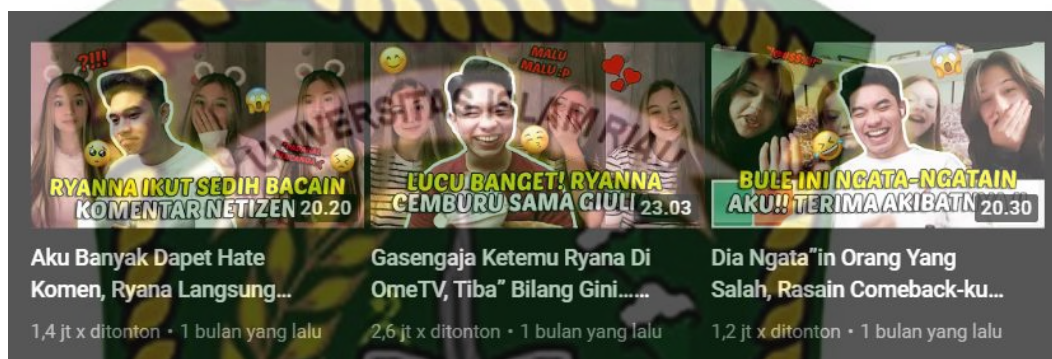 ?!!!
RYANNA IKUT SEDIH BACAIN
KOMENTAR NETIZEN 20.20
MALU
MALU :P
LUCU BANGET! RYANNA
CEMBURU SAMA GIULI 23.03
BULE INI NGATA-NGATAIN
AKU!! TERIMA 20.30
UNIVERSITAS ISLAM RIAU
Aku Banyak Dapet Hate
Komen, Ryana Langsung...
1,4 jt x ditonton • 1 bulan yang lalu
Gasengaja Ketemu Ryana Di
OmeTV, Tiba” Bilang Gini......
2,6 jt x ditonton • 1 bulan yang lalu
Dia Ngata”in Orang Yang
Salah, Rasain Comeback-ku...
1,2 jt x ditonton • 1 bulan yang lalu